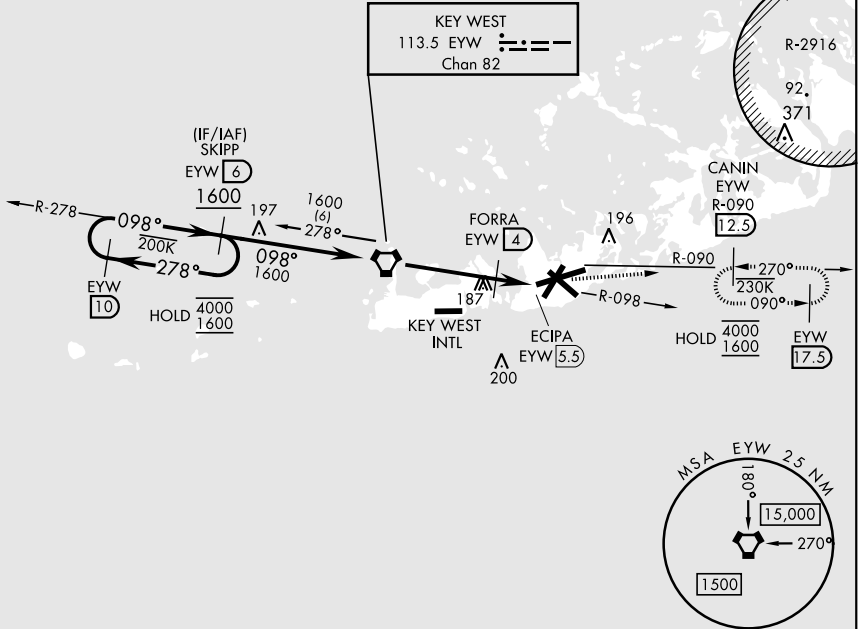 KEY WEST
113.5 EYW
Chan 82
R-2916
92
371
(IF/IAF)
SKIPP
EYW 6
1600
CANIN
EYW
R-090
12.5
R-278
098°
200K
278°
197
1600
(6)
278°
098°
1600
FORRA
EYW 4
196
R-090
270°
230K
090°
EYW
10
HOLD 4000
1600
187
KEY WEST
INTL
ECIPA
EYW 5.5
R-098
HOLD 4000
1600
EYW
17.5
200
MSA EYW 25 NM
180°
15,000
270°
1500